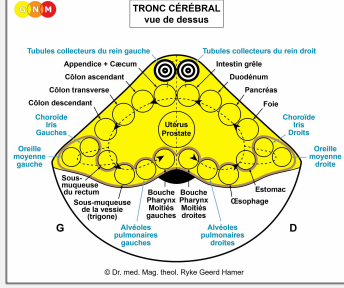 GNM
TRONC CÉRÉBRAL
vue de dessus
Tubules collecteurs du rein gauche
Tubules collecteurs du rein droit
Appendice + Cæcum
Intestin grêle
Côlon ascendant
Duodénum
Côlon transverse
Pancréas
Côlon descendant
Foie
Choroïde
Iris
Gauches
Choroïde
Iris
Droits
Utérus
Prostate
Oreille
moyenne
gauche
Oreille
moyenne
droite
Sous-
muqueuse
du rectum
Sous-muqueuse
de la vessie
(trigone)
Bouche
Pharynx
Moitiés
gauches
Bouche
Pharynx
Moitiés
droites
Estomac
Œsophage
G
D
Alvéoles
pulmonaires
gauches
Alvéoles
pulmonaires
droites
© Dr. med. Mag. theol. Ryke Geerd Hamer